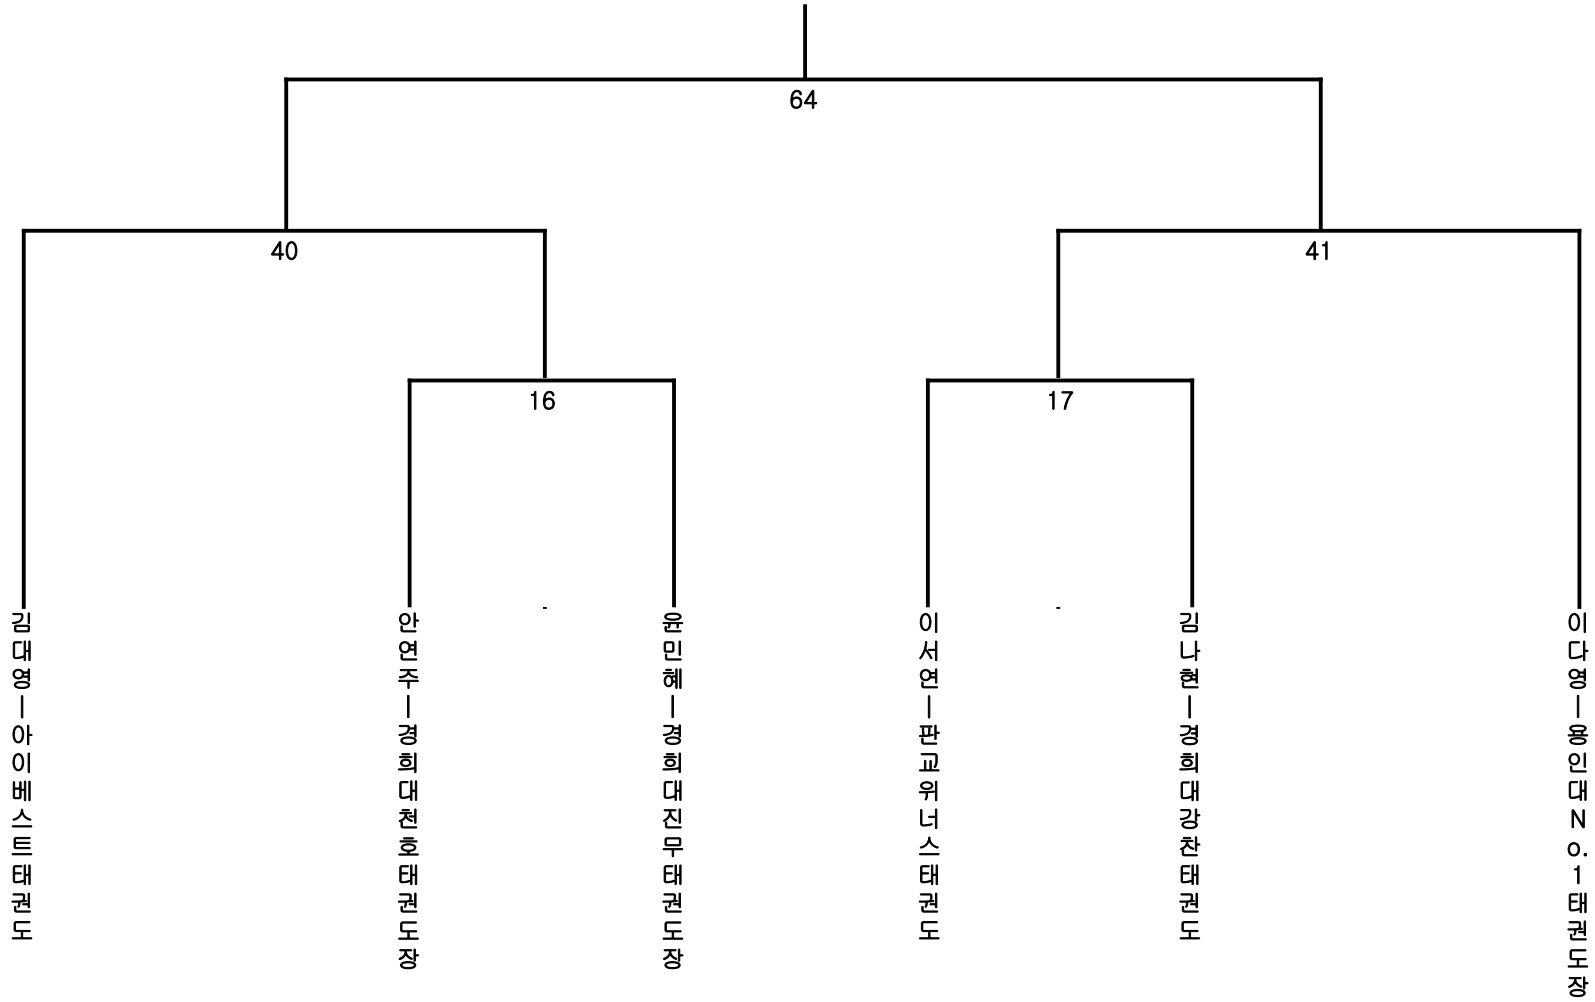 64
40
41
16
17
김대영-아이베스트태권도
안연주-경희대천호태권도장
-
윤민혜-경희대진무태권도장
이서연-판교위너스태권도
-
김나현-경희대강찬태권도
이다영-용인대No.1태권도장